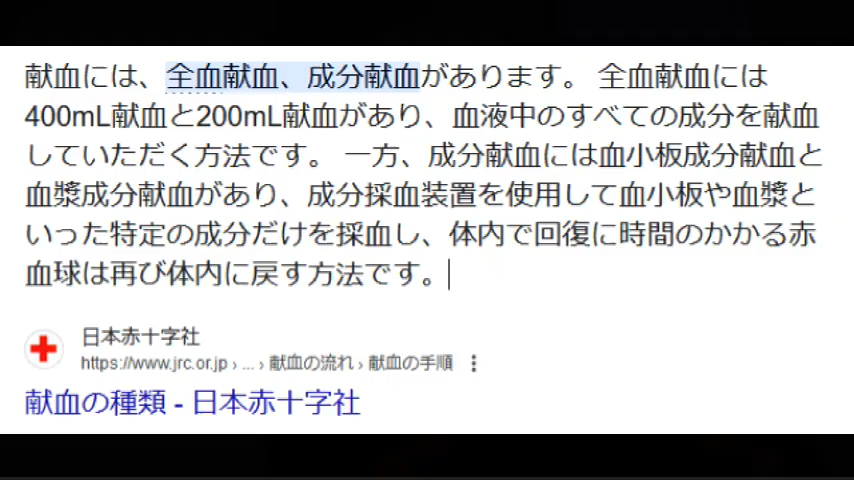 献血には、全血献血、成分献血があります。 全血献血には
400mL献血と200mL献血があり、血液中のすべての成分を献血
していただく方法です。 一方、成分献血には血小板成分献血と
血漿成分献血があり、成分採血装置を使用して血小板や血漿と
いった特定の成分だけを採血し、体内で回復に時間のかかる赤
血球は再び体内に戻す方法です。
日本赤十字社
https://www.jrc.or.jp › ... › 献血の流れ › 献血の手順
献血の種類 - 日本赤十字社